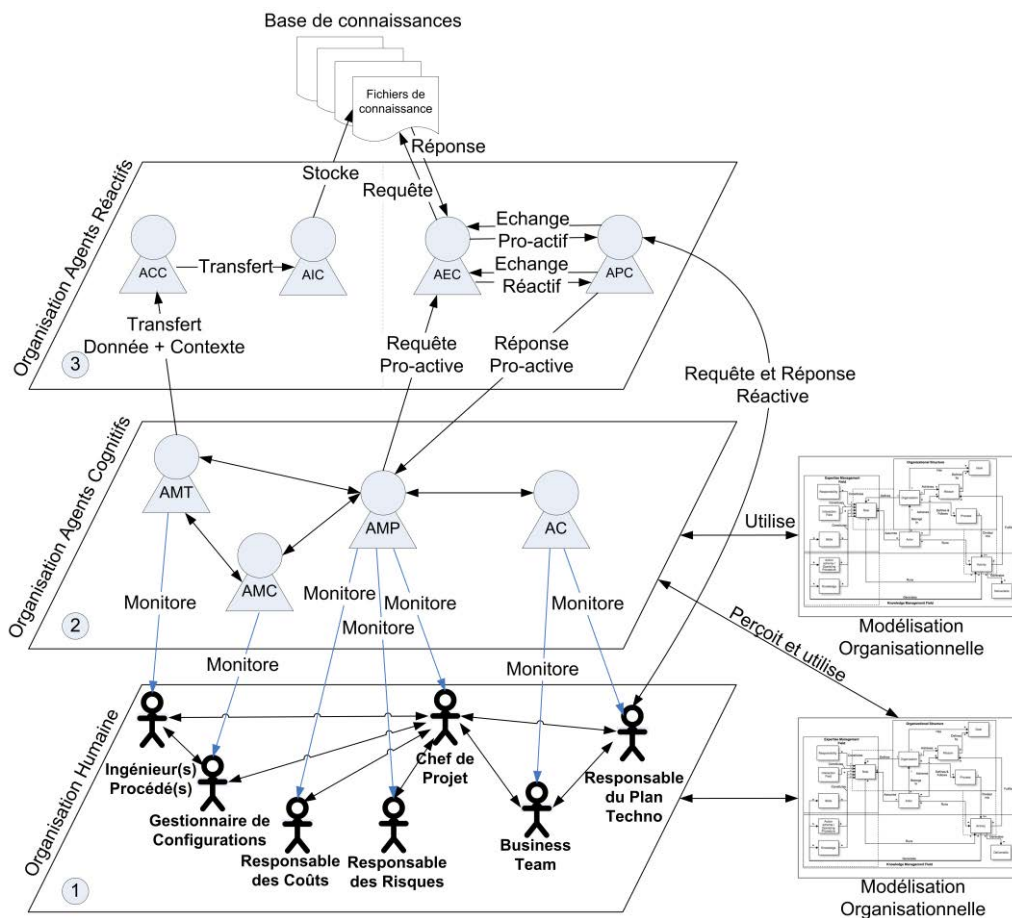 Base de connaissances
Fichiers de
connaissance
Réponse
Stocke
Requête
Organisation Agents Réactifs
ACC
Transfert
AIC
AEC
Echange
Pro-actif
Echange
Réactif
APC
Transfert
Donnée + Contexte
Requête
Pro-active
Réponse
Pro-active
3
Requête et Réponse
Réactive
Organisation Agents Cognitifs
AMT
AMP
AC
AMC
Utilise
Monitore
Monitore
Monitore
Monitore
2
Monitore
Monitore
Modélisation
Organisationnelle
Perçoit et utilise
Organisation Humaine
Ingénieur(s)
Procédé(s)
Gestionnaire de
Configurations
Responsable
des Coûts
Responsable
des Risques
Chef de
Projet
Business
Team
Responsable
du Plan
Techno
1
Modélisation
Organisationnelle